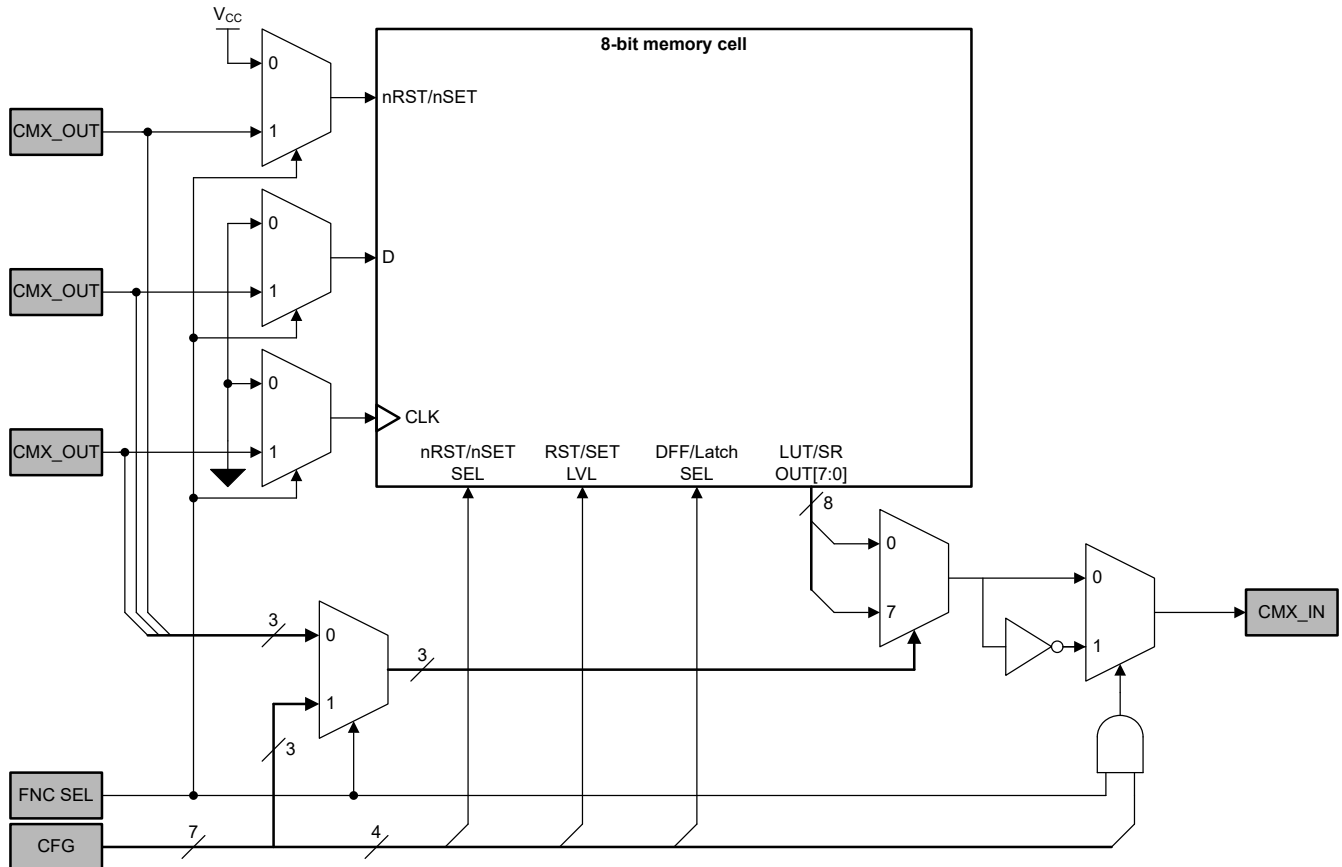 VCC
8-bit memory cell
0
nRST/nSET
CMX_OUT
1
0
D
CMX_OUT
1
0
CLK
CMX_OUT
1
nRST/nSET
SEL
RST/SET
LVL
DFF/Latch
SEL
LUT/SR
OUT[7:0]
8
0
7
0
1
CMX_IN
3
0
3
1
3
FNC SEL
CFG
7
4